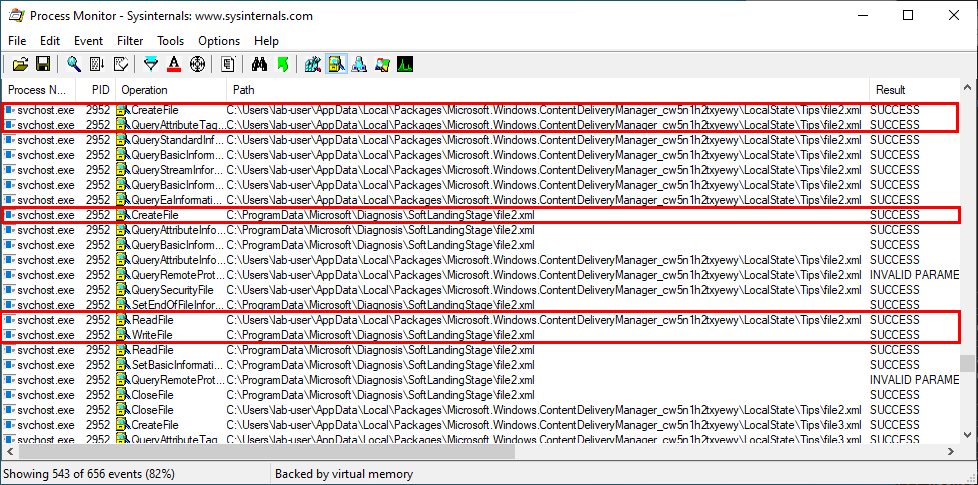 Process Monitor - Sysinternals: www.sysinternals.com
File Edit Event Filter Tools Options Help
Process N... PID Operation Path Result
svchost.exe 2952 CreateFile C:\Users\lab-user\AppData\Local\Packages\Microsoft.Windows.ContentDeliveryManager_cw5n1h2txyewy\LocalState\Tips\file2.xml SUCCESS
svchost.exe 2952 QueryAttributeTag... C:\Users\lab-user\AppData\Local\Packages\Microsoft.Windows.ContentDeliveryManager_cw5n1h2txyewy\LocalState\Tips\file2.xml SUCCESS
svchost.exe 2952 QueryStandardInf... C:\Users\lab-user\AppData\Local\Packages\Microsoft.Windows.ContentDeliveryManager_cw5n1h2txyewy\LocalState\Tips\file2.xml SUCCESS
svchost.exe 2952 QueryBasicInform... C:\Users\lab-user\AppData\Local\Packages\Microsoft.Windows.ContentDeliveryManager_cw5n1h2txyewy\LocalState\Tips\file2.xml SUCCESS
svchost.exe 2952 QueryStreamInfor... C:\Users\lab-user\AppData\Local\Packages\Microsoft.Windows.ContentDeliveryManager_cw5n1h2txyewy\LocalState\Tips\file2.xml SUCCESS
svchost.exe 2952 QueryBasicInform... C:\Users\lab-user\AppData\Local\Packages\Microsoft.Windows.ContentDeliveryManager_cw5n1h2txyewy\LocalState\Tips\file2.xml SUCCESS
svchost.exe 2952 QueryEaInformati... C:\Users\lab-user\AppData\Local\Packages\Microsoft.Windows.ContentDeliveryManager_cw5n1h2txyewy\LocalState\Tips\file2.xml SUCCESS
svchost.exe 2952 CreateFile C:\ProgramData\Microsoft\Diagnosis\SoftLandingStage\file2.xml SUCCESS
svchost.exe 2952 QueryAttributeInfo... C:\ProgramData\Microsoft\Diagnosis\SoftLandingStage\file2.xml SUCCESS
svchost.exe 2952 QueryBasicInform... C:\ProgramData\Microsoft\Diagnosis\SoftLandingStage\file2.xml SUCCESS
svchost.exe 2952 QueryAttributeInfo... C:\Users\lab-user\AppData\Local\Packages\Microsoft.Windows.ContentDeliveryManager_cw5n1h2txyewy\LocalState\Tips\file2.xml SUCCESS
svchost.exe 2952 QueryRemoteProt... C:\Users\lab-user\AppData\Local\Packages\Microsoft.Windows.ContentDeliveryManager_cw5n1h2txyewy\LocalState\Tips\file2.xml INVALID PARAME
svchost.exe 2952 QuerySecurityFile C:\Users\lab-user\AppData\Local\Packages\Microsoft.Windows.ContentDeliveryManager_cw5n1h2txyewy\LocalState\Tips\file2.xml SUCCESS
svchost.exe 2952 SetEndOfFileInfor... C:\ProgramData\Microsoft\Diagnosis\SoftLandingStage\file2.xml SUCCESS
svchost.exe 2952 ReadFile C:\Users\lab-user\AppData\Local\Packages\Microsoft.Windows.ContentDeliveryManager_cw5n1h2txyewy\LocalState\Tips\file2.xml SUCCESS
svchost.exe 2952 WriteFile C:\ProgramData\Microsoft\Diagnosis\SoftLandingStage\file2.xml SUCCESS
svchost.exe 2952 ReadFile C:\ProgramData\Microsoft\Diagnosis\SoftLandingStage\file2.xml SUCCESS
svchost.exe 2952 SetBasicInformati... C:\ProgramData\Microsoft\Diagnosis\SoftLandingStage\file2.xml SUCCESS
svchost.exe 2952 QueryRemoteProt... C:\ProgramData\Microsoft\Diagnosis\SoftLandingStage\file2.xml INVALID PARAME
svchost.exe 2952 CloseFile C:\ProgramData\Microsoft\Diagnosis\SoftLandingStage\file2.xml SUCCESS
svchost.exe 2952 CloseFile C:\Users\lab-user\AppData\Local\Packages\Microsoft.Windows.ContentDeliveryManager_cw5n1h2txyewy\LocalState\Tips\file2.xml SUCCESS
svchost.exe 2952 CreateFile C:\Users\lab-user\AppData\Local\Packages\Microsoft.Windows.ContentDeliveryManager_cw5n1h2txyewy\LocalState\Tips\file3.xml SUCCESS
svchost.exe 2952 QueryAttributeTag... C:\Users\lab-user\AppData\Local\Packages\Microsoft.Windows.ContentDeliveryManager_cw5n1h2txyewy\LocalState\Tips\file3.xml SUCCESS
Showing 543 of 656 events (82%) Backed by virtual memory